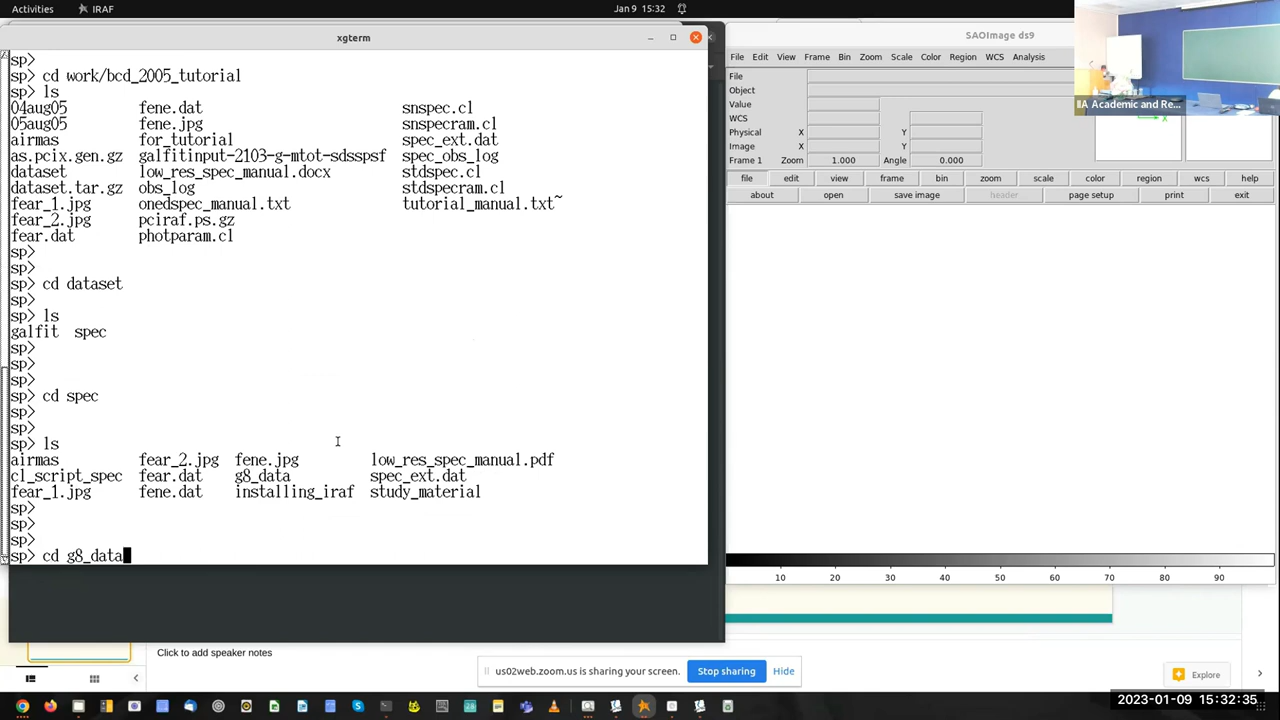 Activities
IRAF
Jan 9 15:32
xgterm
sp>
sp> cd work/bcd_2005_tutorial
sp> ls
04aug05 fene.dat snspec.cl
05aug05 fene.jpg snspecram.cl
airmas for_tutorial spec_ext.dat
as.pcix.gen.gz galfitinput-2103-g-mtot-sdsspsf spec_obs_log
dataset low_res_spec_manual.docx stdspec.cl
dataset.tar.gz obs_log stdspecram.cl
fear_1.jpg onedspec_manual.txt tutorial_manual.txt~
fear_2.jpg pciraf.ps.gz
fear.dat photparam.cl
sp>
sp>
sp> cd dataset
sp>
sp> ls
galfit spec
sp>
sp>
sp>
sp> cd spec
sp>
sp>
sp> ls
airmas fear_2.jpg fene.jpg low_res_spec_manual.pdf
cl_script_spec fear.dat g8_data spec_ext.dat
fear_1.jpg fene.dat installing_iraf study_material
sp>
sp>
sp>
sp> cd g8_data
SAOImage ds9
File Edit View Frame Bin Zoom Scale Color Region WCS Analysis
File
Object
Value
WCS
Physical X Y
Image X Y
Frame 1 Zoom 1.000 Angle 0.000
X
file edit view frame bin zoom scale color region wcs help
about open save image header... page setup print exit
10 20 30 40 50 60 70 80 90
IIA Academic and Re...
Click to add speaker notes
us02web.zoom.us is sharing your screen.
Stop sharing
Hide
Explore
2023-01-09 15:32:35